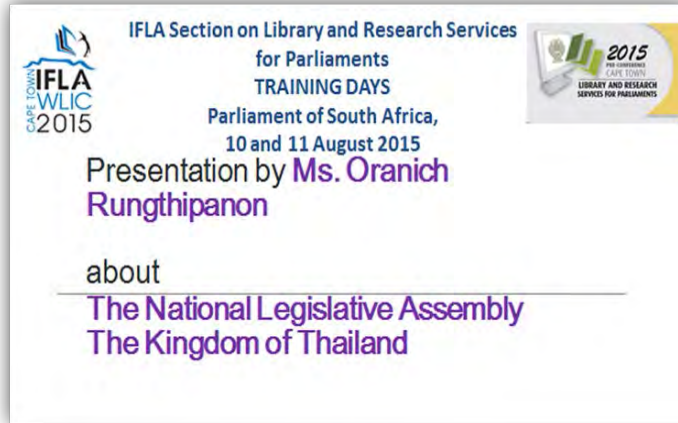 IFLA Section on Library and Research Services
for Parliaments
TRAINING DAYS
Parliament of South Africa,
10 and 11 August 2015
CAPE TOWN
IFLA
WLIC
2015
2015
PRE-CONFERENCE
CAPE TOWN
LIBRARY AND RESEARCH
SERVICES FOR PARLIAMENTS
Presentation by Ms. Oranich
Rungthipanon
about
The National Legislative Assembly
The Kingdom of Thailand